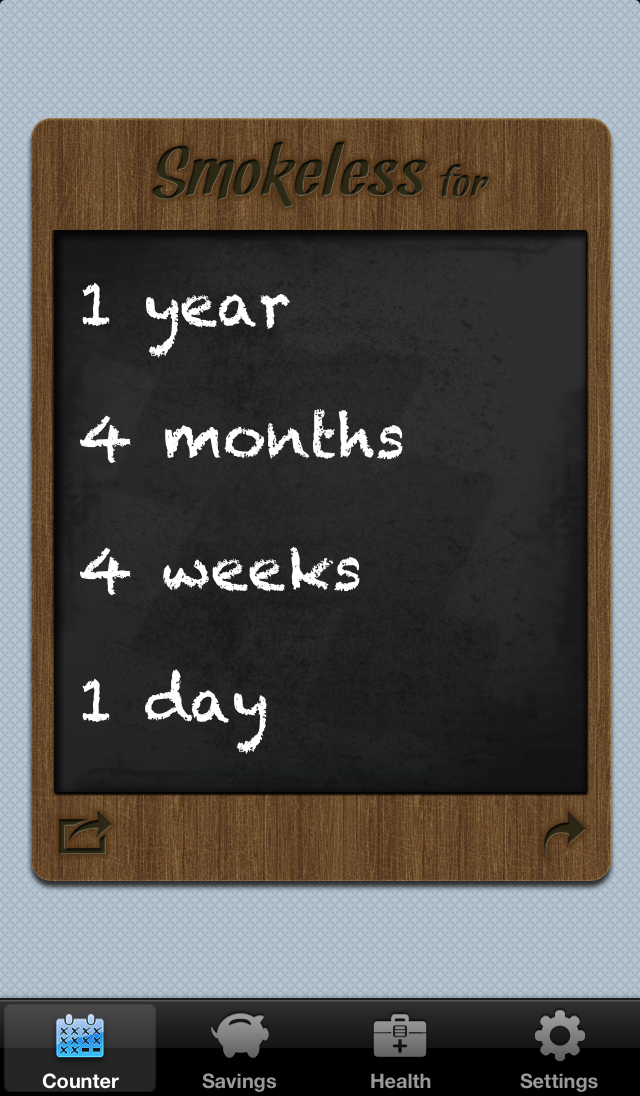 Smokeless for
1 year
4 months
4 weeks
1 day
Counter Savings Health Settings